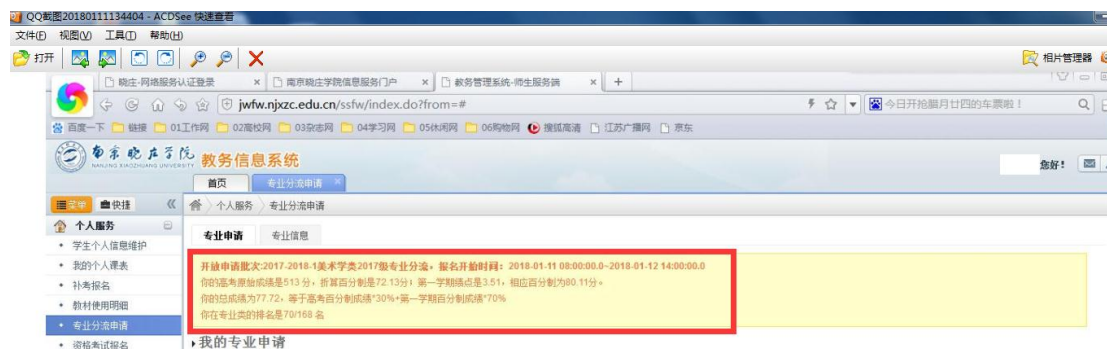 QQ截图20180111134404 - ACDSee 快速查看
文件(F) 视图(V) 工具(T) 帮助(H)
打开 相片管理器
晓庄-网络服务认证登录 × 南京晓庄学院信息服务门户 × 教务管理系统-师生服务端 × +
jwfw.njxzc.edu.cn/ssfw/index.do?from=# 今日开抢腊月廿四的车票啦!
百度一下 链接 01工作网 02高校网 03杂志网 04学习网 05休闲网 06购物网 搜狐高清 江苏广播网 京东
南京晓庄学院 教务信息系统
NANJING XIAOZHUANG UNIVERSITY
您好!
首页 专业分流申请 ×
菜单 快捷 个人服务 专业分流申请
个人服务
专业申请 专业信息
学生个人信息维护
我的个人课表
补考报名
教材使用明细
专业分流申请
资格考试报名
开放申请批次:2017-2018-1美术学类2017级专业分流,报名开始时间:2018-01-11 08:00:00.0~2018-01-12 14:00:00.0
你的高考原始成绩是513分,折算百分制是72.13分;第一学期绩点是3.51,相应百分制为80.11分。
你的总成绩为77.72,等于高考百分制成绩*30%+第一学期百分制成绩*70%
你在专业类的排名是70/168 名
我的专业申请